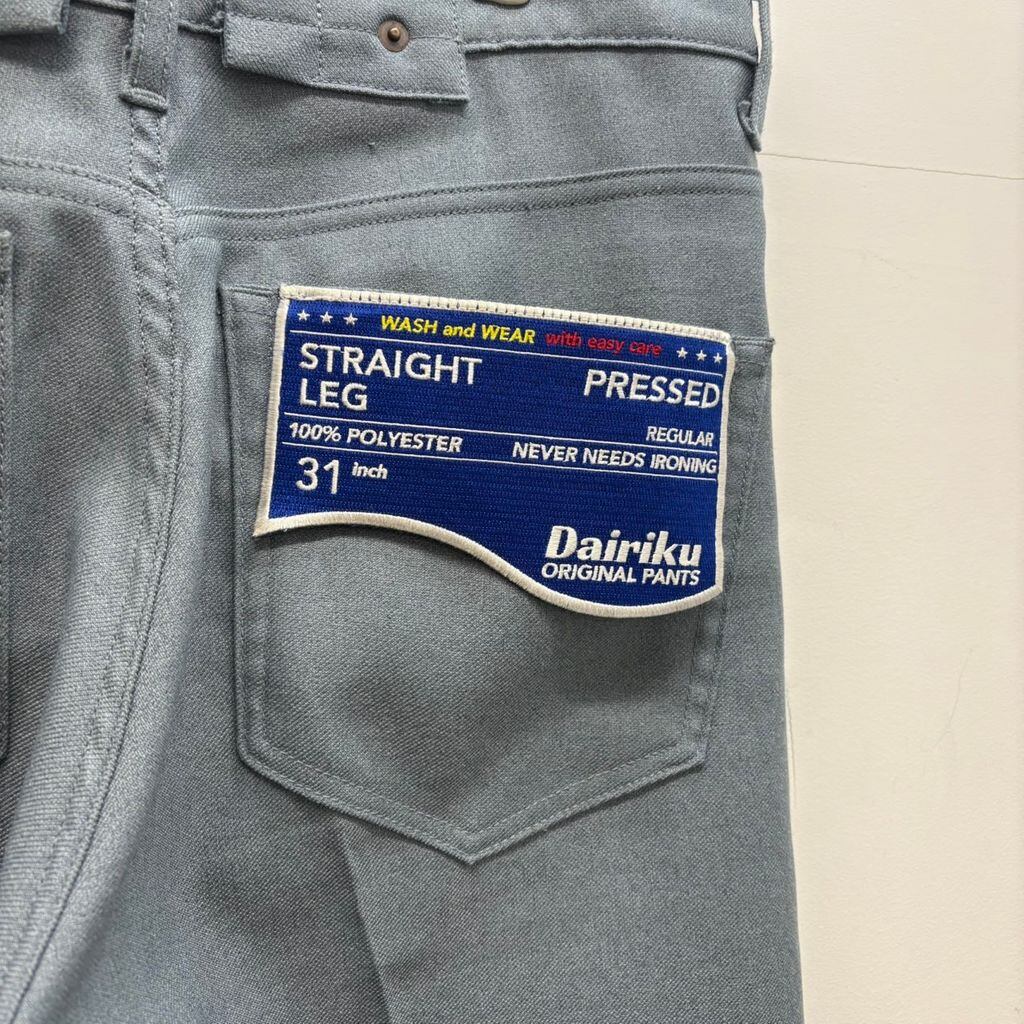 WASH and WEAR with easy care
STRAIGHT
LEG
PRESSED
REGULAR
100% POLYESTER
NEVER NEEDS IRONING
31 inch
Dairiku
ORIGINAL PANTS